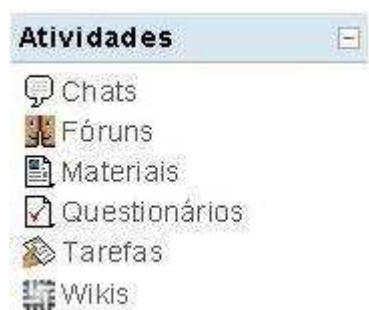 Atividades
Chats
Fóruns
Materiais
Questionários
Tarefas
Wikis